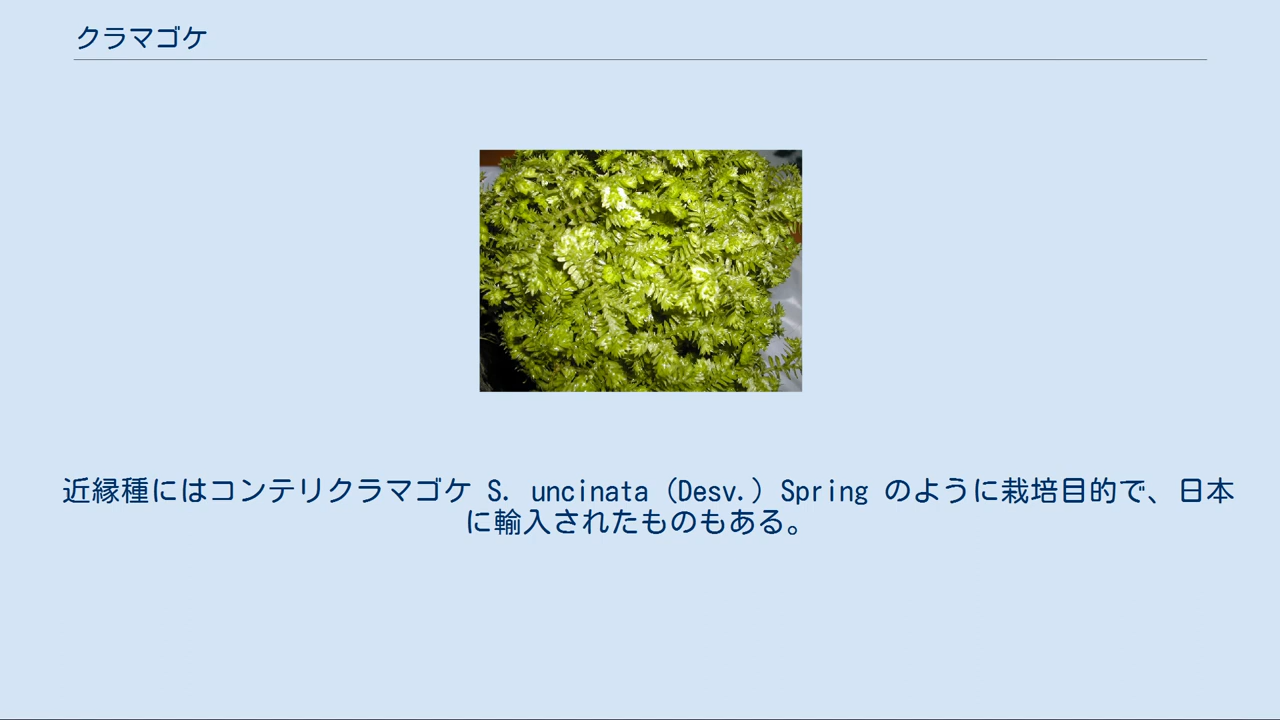 クラマゴケ
近縁種にはコンテリクラマゴケ S. uncinata (Desv.) Spring のように栽培目的で、日本
に輸入されたものもある。